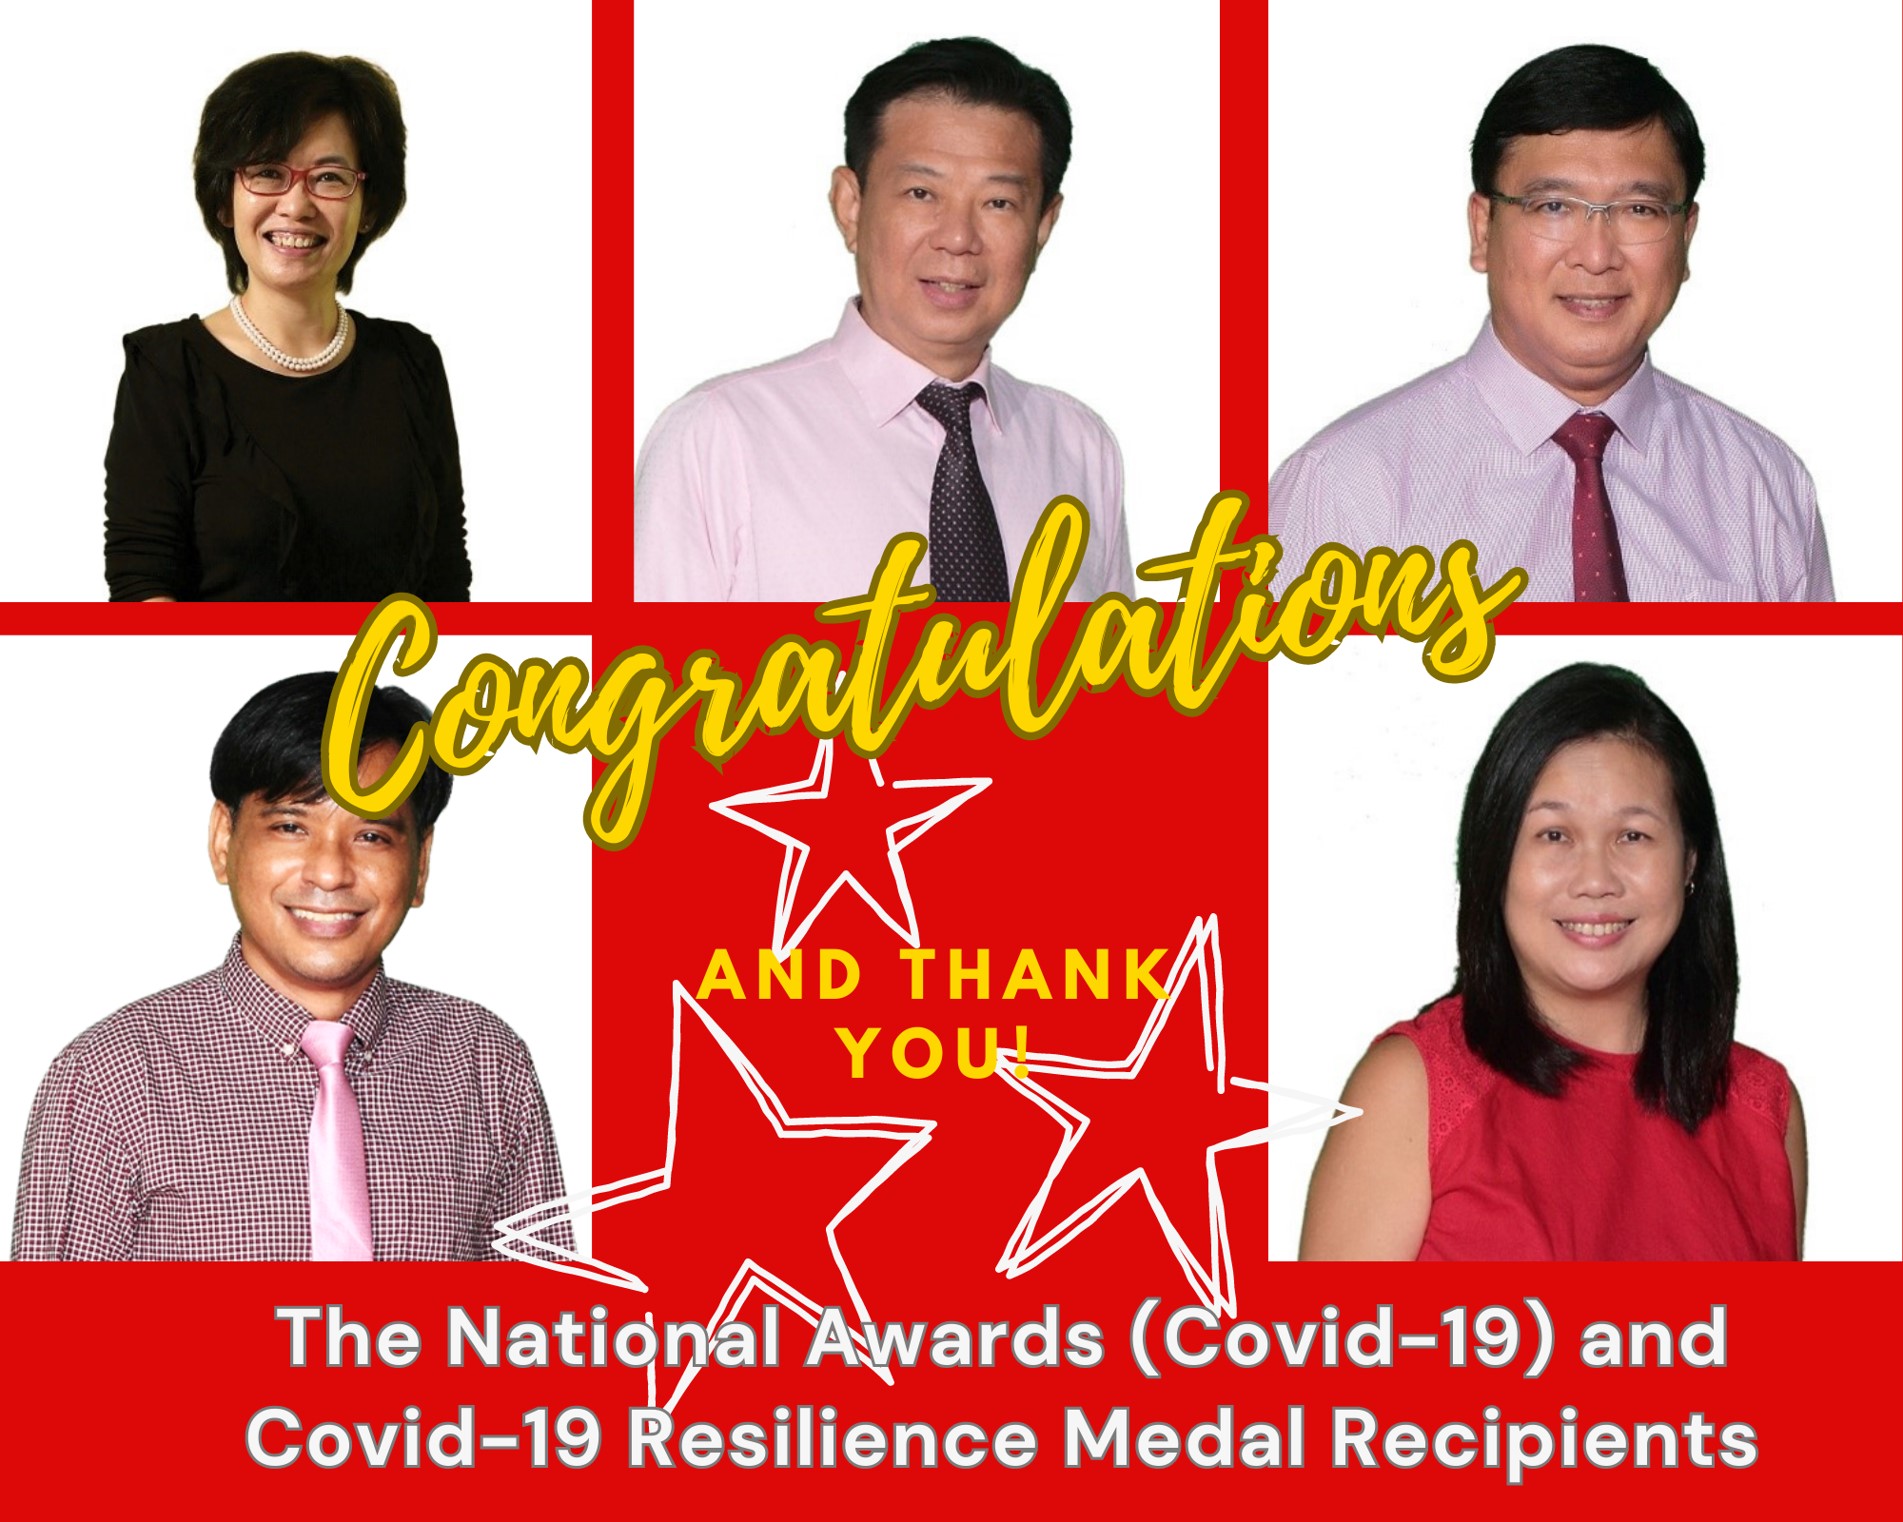 Congratulations
AND THANK
YOU!
The National Awards (Covid-19) and
Covid-19 Resilience Medal Recipients